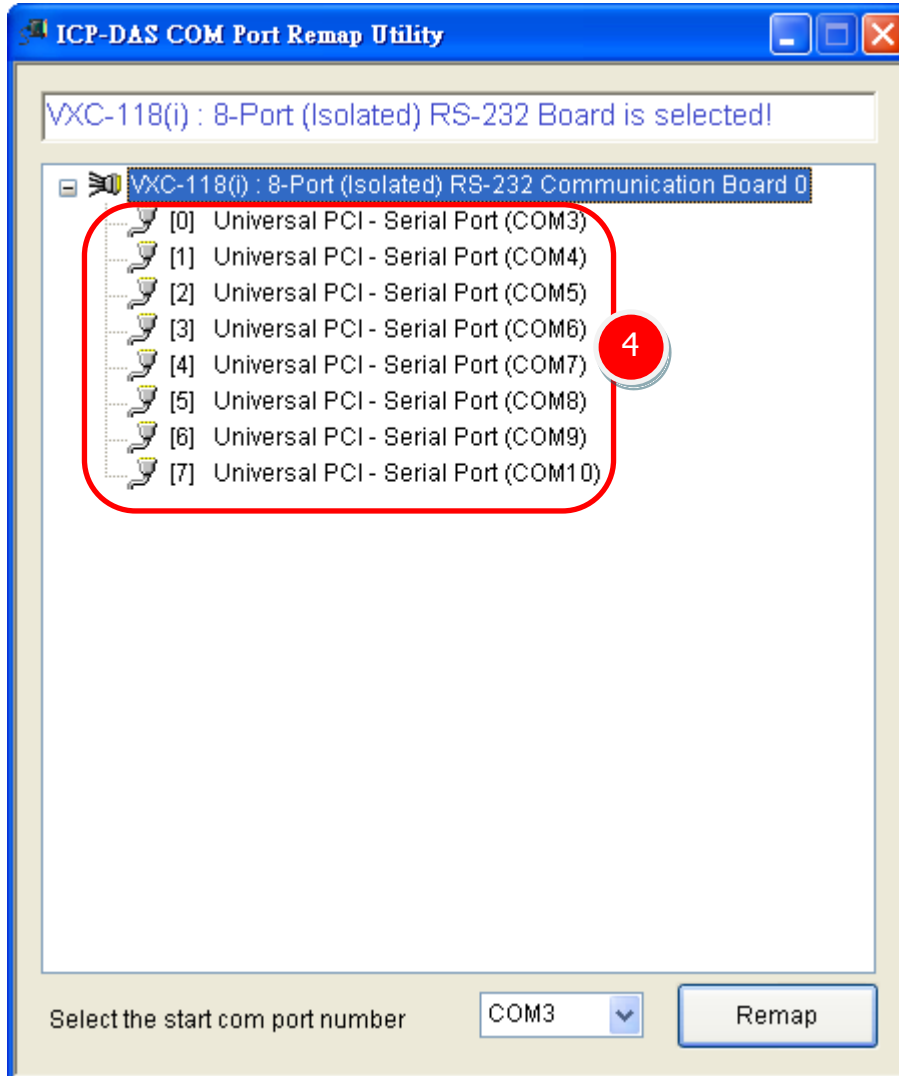 ICP-DAS COM Port Remap Utility
VXC-118(i) : 8-Port (Isolated) RS-232 Board is selected!
VXC-118(i) : 8-Port (Isolated) RS-232 Communication Board 0
[0] Universal PCI - Serial Port (COM3)
[1] Universal PCI - Serial Port (COM4)
[2] Universal PCI - Serial Port (COM5)
[3] Universal PCI - Serial Port (COM6)
[4] Universal PCI - Serial Port (COM7)
4
[5] Universal PCI - Serial Port (COM8)
[6] Universal PCI - Serial Port (COM9)
[7] Universal PCI - Serial Port (COM10)
Select the start com port number COM3 Remap